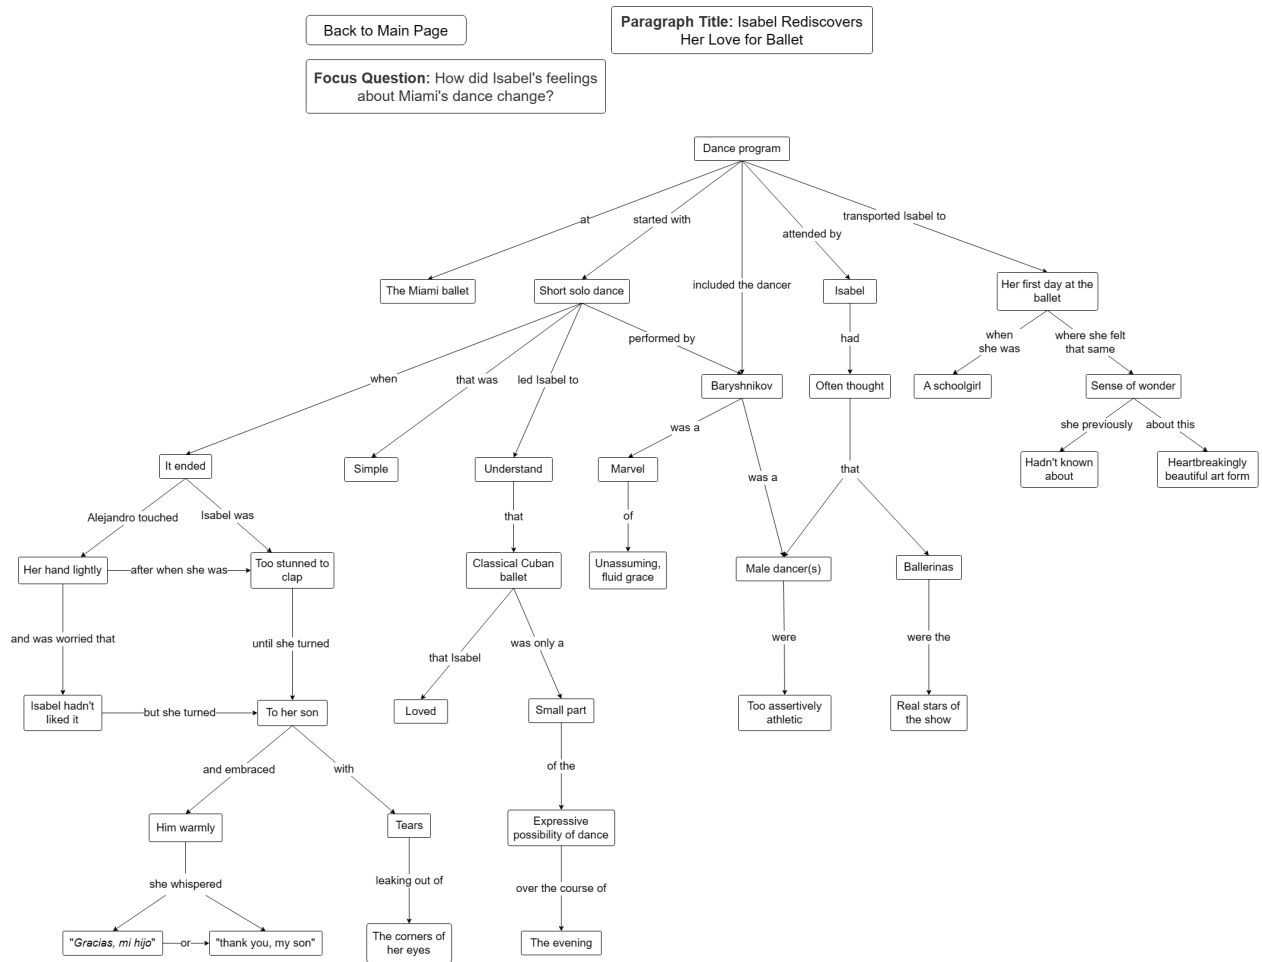 Back to Main Page
Paragraph Title: Isabel Rediscovers
Her Love for Ballet
Focus Question: How did Isabel's feelings
about Miami's dance change?
Dance program
at
started with
included the dancer
attended by
transported Isabel to
The Miami ballet
Short solo dance
Isabel
Her first day at the
ballet
when
that was
led Isabel to
performed by
had
when
she was
where she felt
that same
Baryshnikov
Often thought
A schoolgirl
Sense of wonder
was a
was a
that
she previously
about this
It ended
Simple
Understand
Marvel
Hadn't known
about
Heartbreakingly
beautiful art form
Alejandro touched
Isabel was
that
of
Her hand lightly
after when she was
Too stunned to
clap
Classical Cuban
ballet
Unassuming,
fluid grace
Male dancer(s)
Ballerinas
and was worried that
until she turned
that Isabel
was only a
were
were the
Isabel hadn't
liked it
but she turned
To her son
Loved
Small part
Too assertively
athletic
Real stars of
the show
and embraced
with
of the
Him warmly
Tears
Expressive
possibility of dance
she whispered
leaking out of
over the course of
"Gracias, mi hijo"
or
"thank you, my son"
The corners of
her eyes
The evening